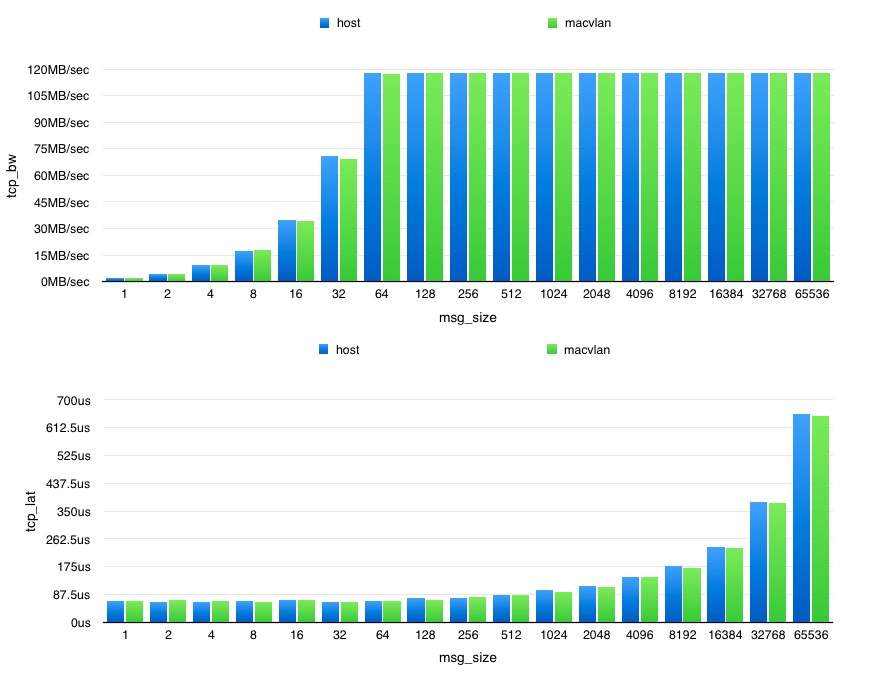 host macvlan
120MB/sec
105MB/sec
90MB/sec
75MB/sec
60MB/sec
45MB/sec
30MB/sec
15MB/sec
0MB/sec
tcp_bw
1 2 4 8 16 32 64 128 256 512 1024 2048 4096 8192 16384 32768 65536
msg_size
host macvlan
700us
612.5us
525us
437.5us
350us
262.5us
175us
87.5us
0us
tcp_lat
1 2 4 8 16 32 64 128 256 512 1024 2048 4096 8192 16384 32768 65536
msg_size